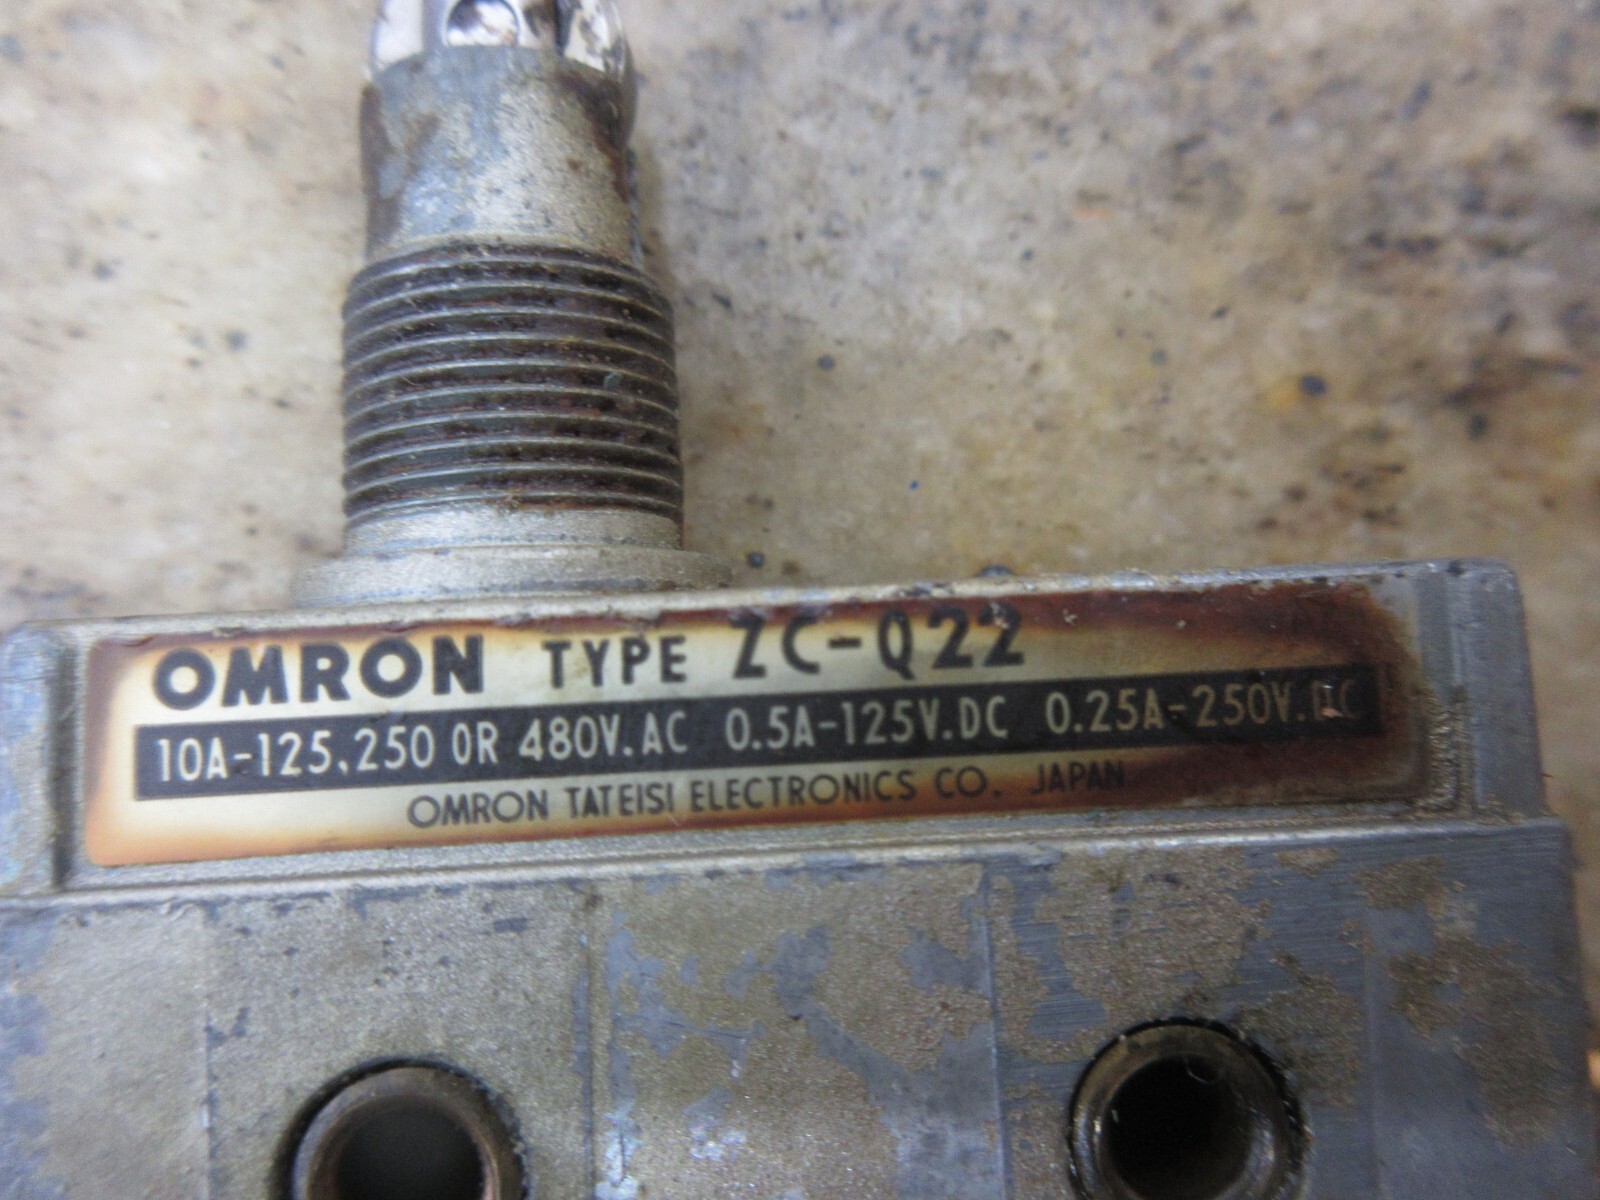 OMRON TYPE ZC-Q22
10A-125,250 OR 480V.AC 0.5A-125V.DC 0.25A-250V.DC
OMRON TATEISI ELECTRONICS CO. JAPAN